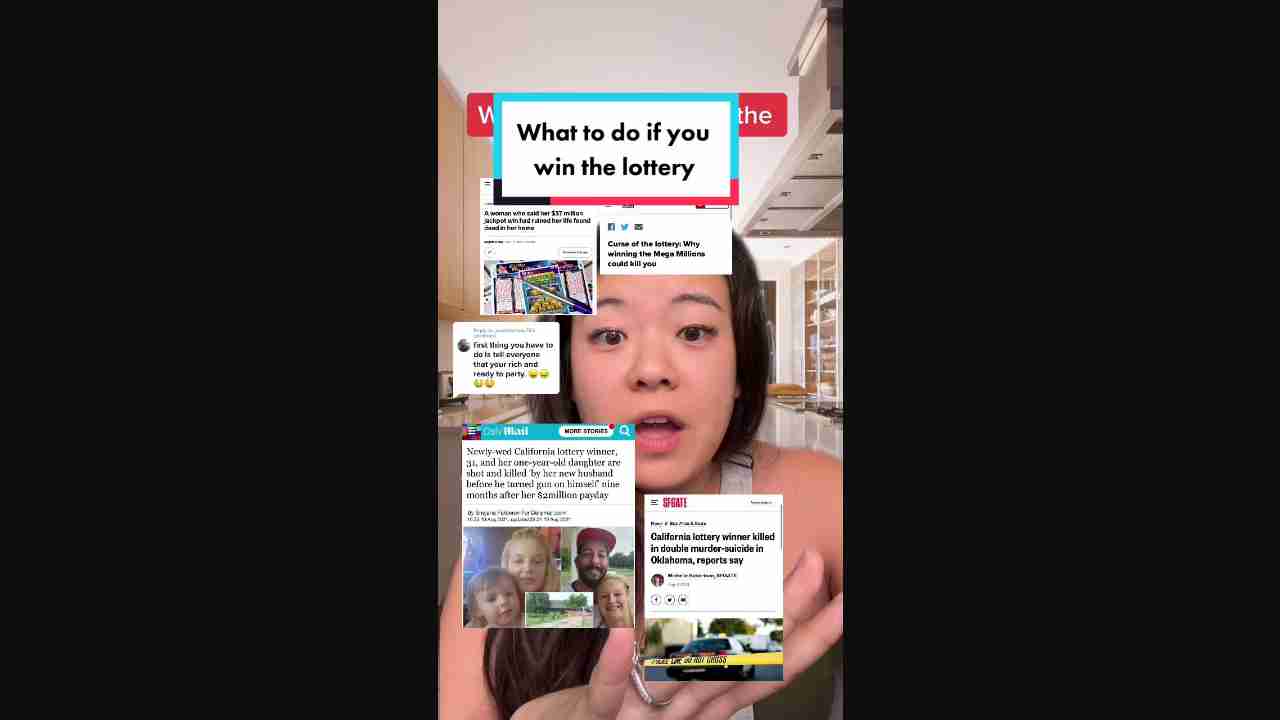 W
the
What to do if you
win the lottery
A woman who said her $57 million
jackpot win had ruined her life found
dead in her home
Curse of the lottery: Why
winning the Mega Millions
could kill you
first thing you have to
do is tell everyone
that your rich and
ready to party.
Daily Mail
MORE STORIES
Newly-wed California lottery winner,
31, and her one-year-old daughter are
shot and killed 'by her new husband
before he turned gun on himself' nine
months after her $2million payday
SFGATE
California lottery winner killed
in double murder-suicide in
Oklahoma, reports say
DO NOT CROSS